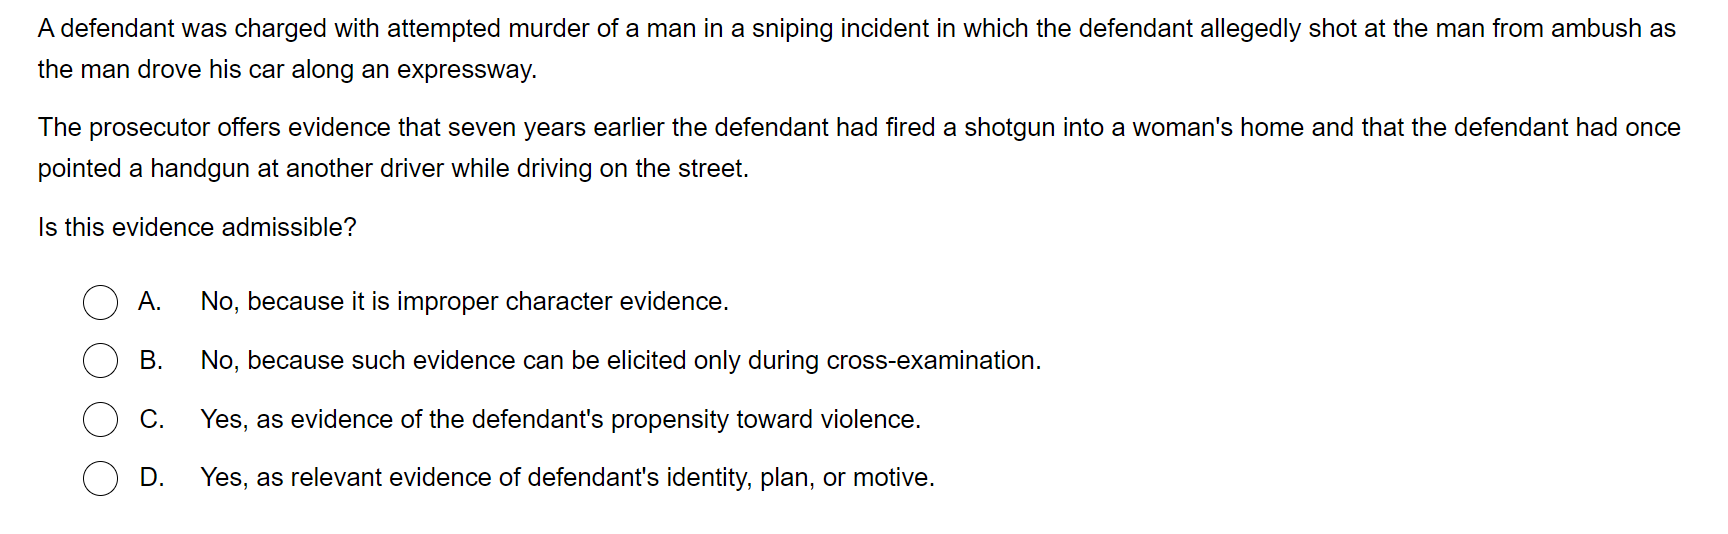 A defendant was charged with attempted murder of a man in a sniping incident in which the defendant allegedly shot at the man from ambush as
the man drove his car along an expressway.
The prosecutor offers evidence that seven years earlier the defendant had fired a shotgun into a woman's home and that the defendant had once
pointed a handgun at another driver while driving on the street.
Is this evidence admissible?
A. No, because it is improper character evidence.
B. No, because such evidence can be elicited only during cross-examination.
C. Yes, as evidence of the defendant's propensity toward violence.
D. Yes, as relevant evidence of defendant's identity, plan, or motive.